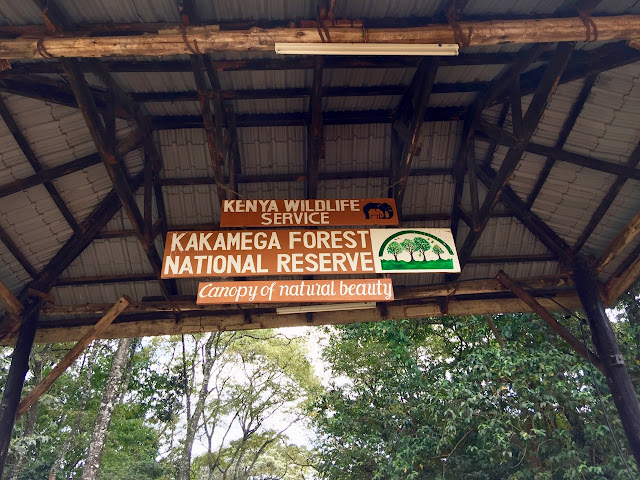 KENYA WILDLIFE
SERVICE
KAKAMEGA FOREST
NATIONAL RESERVE
Canopy of natural beauty